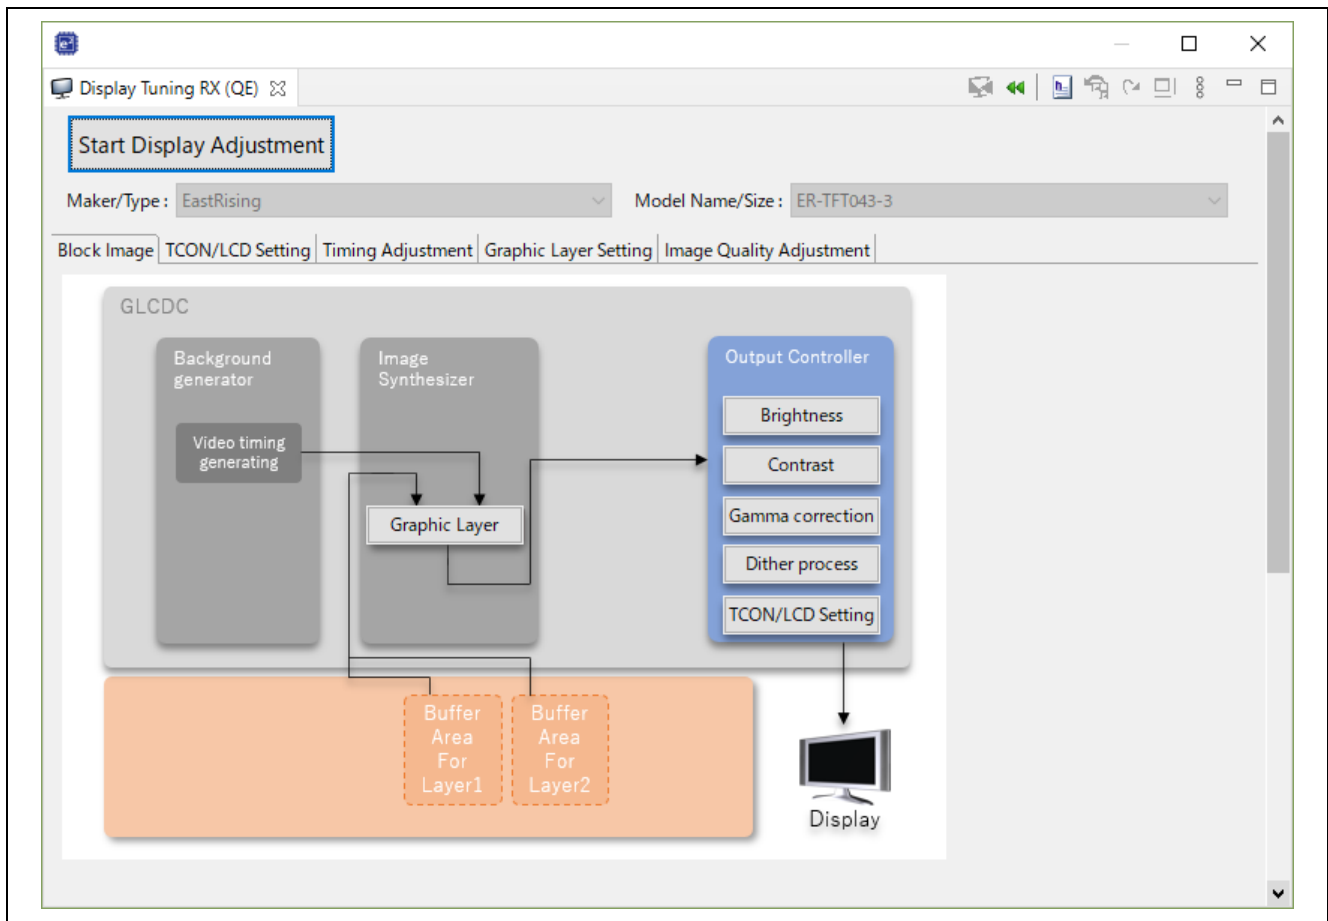 Display Tuning RX (QE)
Start Display Adjustment
Maker/Type : EastRising Model Name/Size : ER-TFT043-3
Block Image TCON/LCD Setting Timing Adjustment Graphic Layer Setting Image Quality Adjustment
GLCDC
Background
generator
Video timing
generating
Image
Synthesizer
Graphic Layer
Output Controller
Brightness
Contrast
Gamma correction
Dither process
TCON/LCD Setting
Buffer
Area
For
Layer1
Buffer
Area
For
Layer2
Display